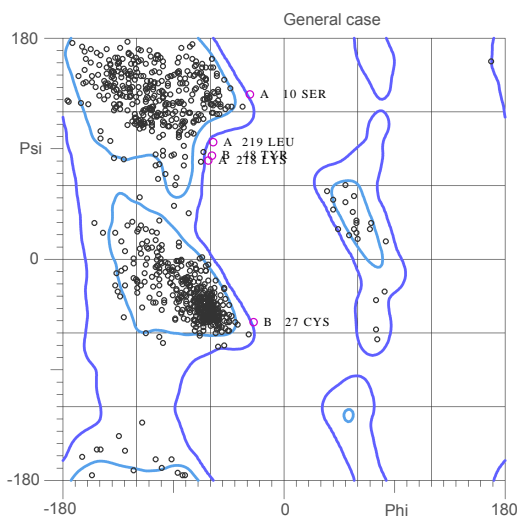 General case
180
A 10 SER
Psi
A 219 LEU
B 48 TYR
A 218 LYS
0
B 27 CYS
-180
-180
0
Phi
180